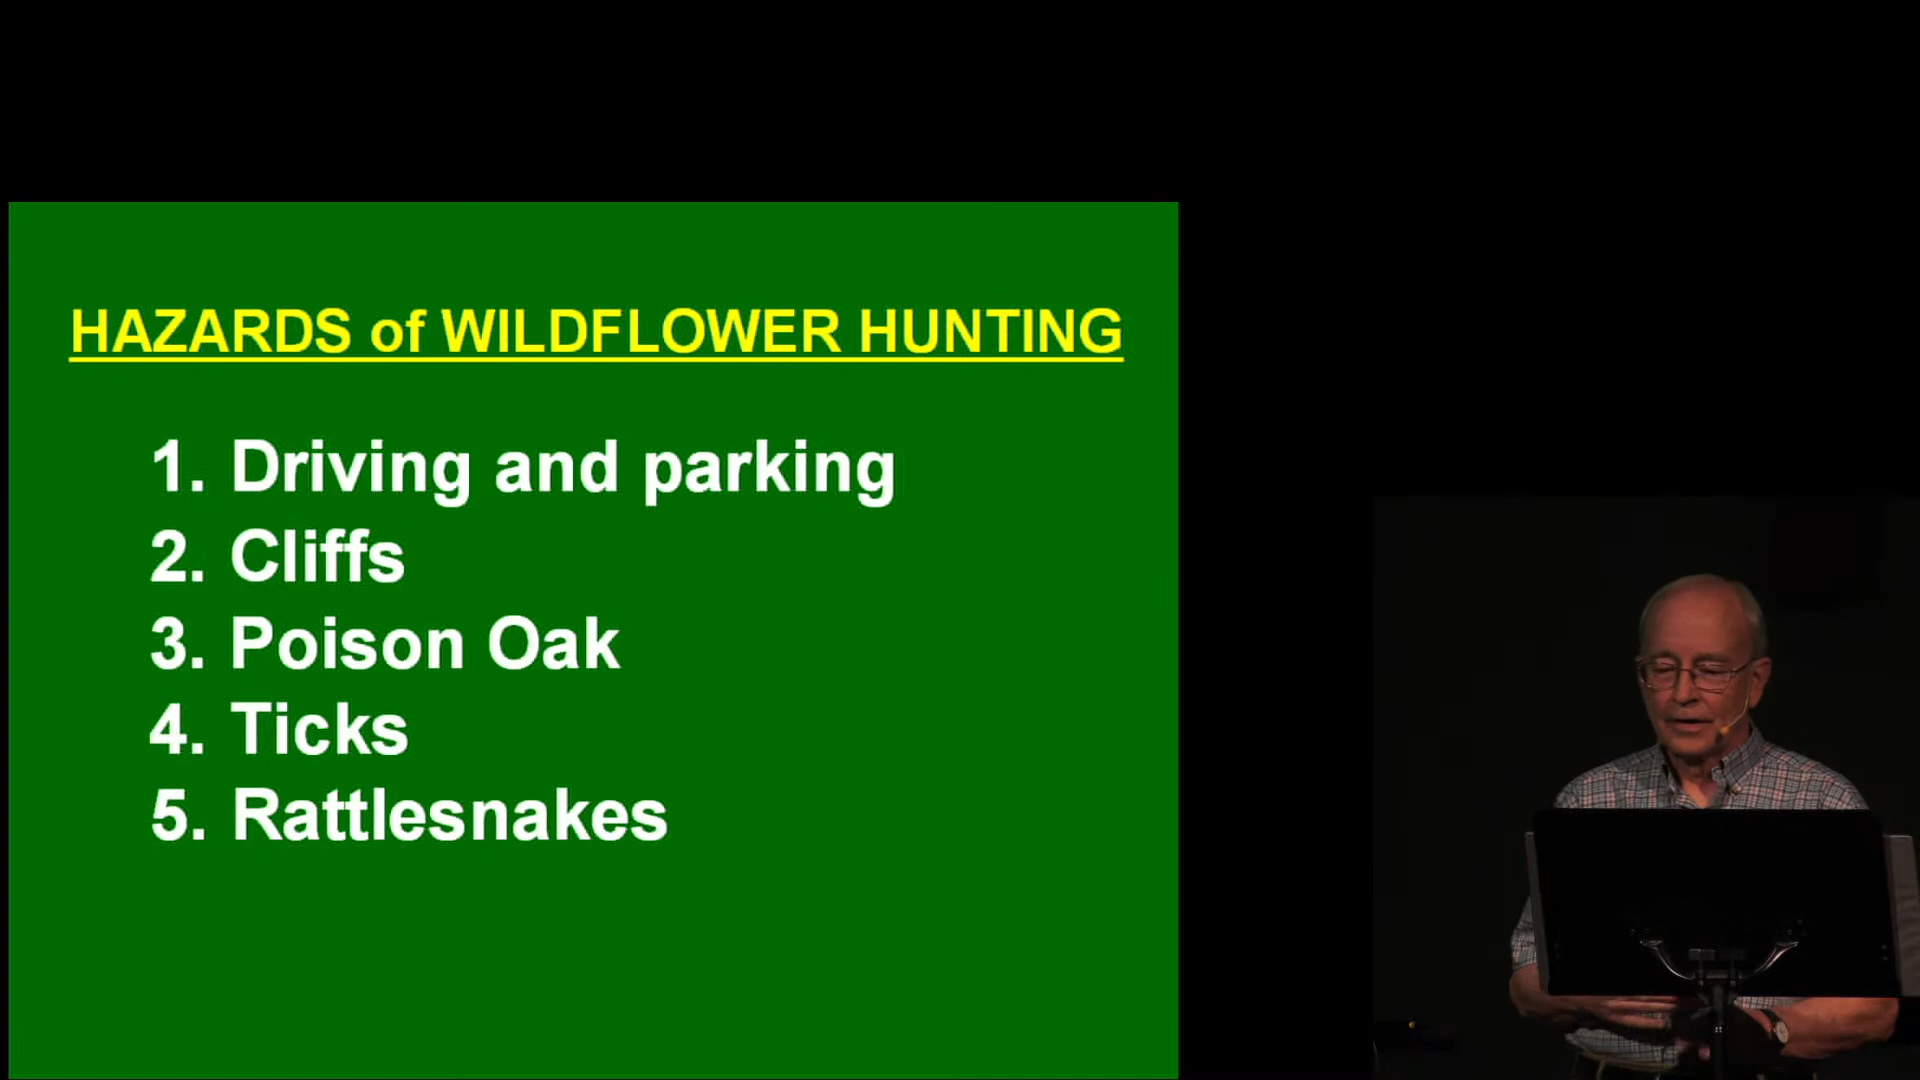 HAZARDS of WILDFLOWER HUNTING
1. Driving and parking
2. Cliffs
3. Poison Oak
4. Ticks
5. Rattlesnakes